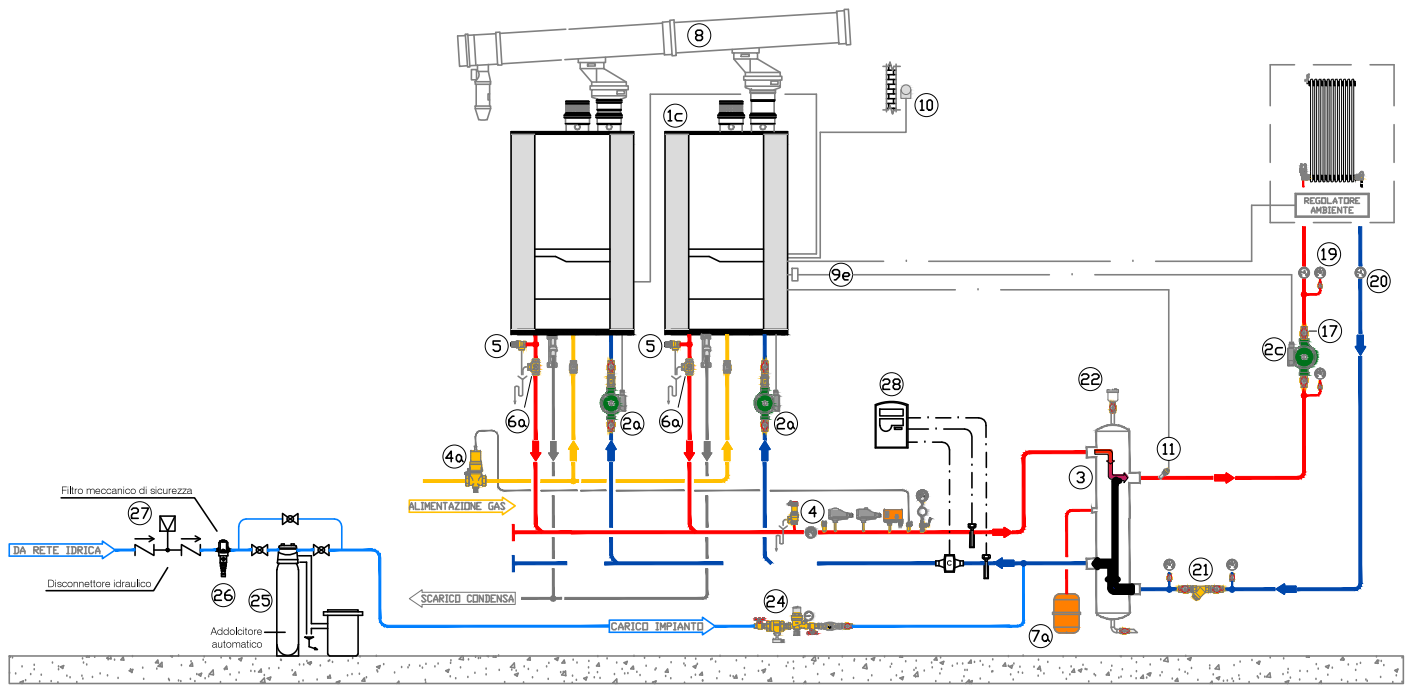 8
10
1c
REGOLATORE
AMBIENTE
9e
19
20
5
5
17
2c
6a
2a
6a
2a
28
22
4a
11
3
Filtro meccanico di sicurezza
27
ALIMENTAZIONE GAS
4
DA RETE IDRICA
C
Disconnettore idraulico
26
25
SCARICO CONDENSA
21
24
7a
Addolcitore
automatico
CARICO IMPIANTO